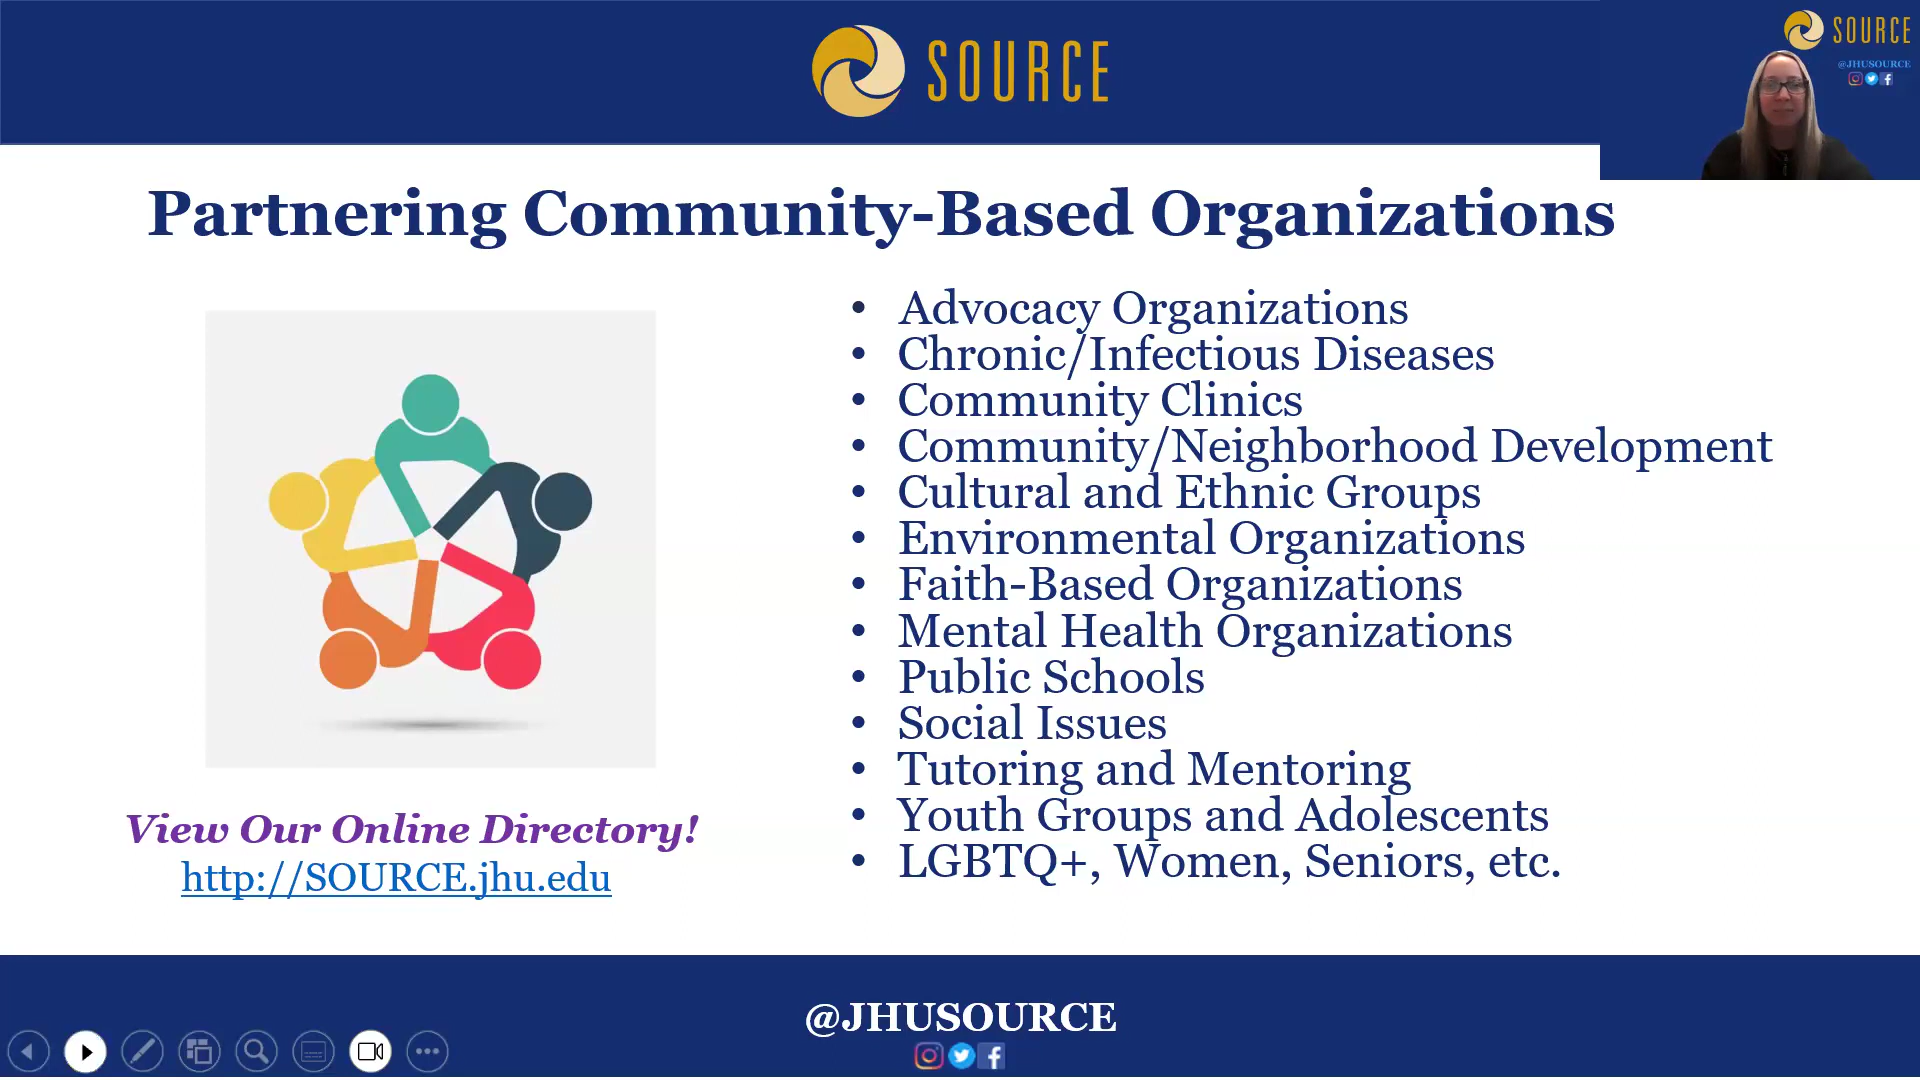 SOURCE
SOURCE
@JHUSOURCE
Partnering Community-Based Organizations
• Advocacy Organizations
• Chronic/Infectious Diseases
• Community Clinics
• Community/Neighborhood Development
• Cultural and Ethnic Groups
• Environmental Organizations
• Faith-Based Organizations
• Mental Health Organizations
• Public Schools
• Social Issues
• Tutoring and Mentoring
• Youth Groups and Adolescents
• LGBTQ+, Women, Seniors, etc.
View Our Online Directory!
http://SOURCE.jhu.edu
@JHUSOURCE